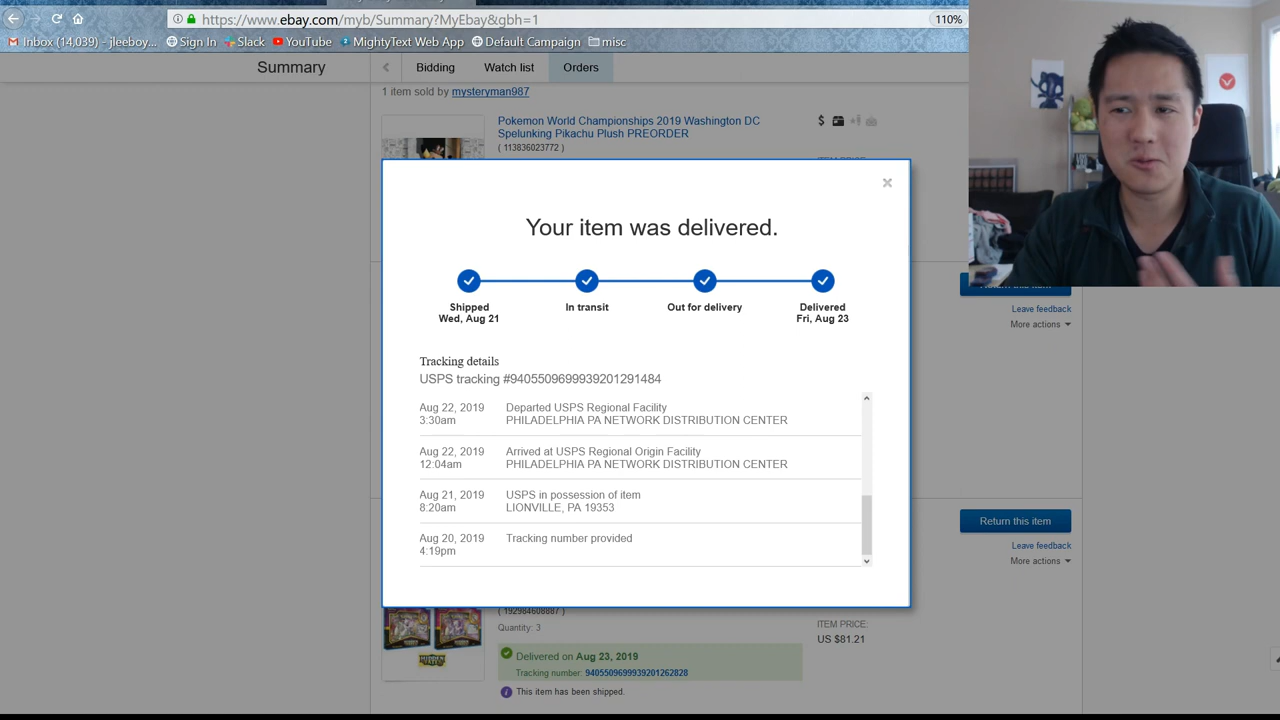 https://www.ebay.com/myb/Summary?MyEbay&gbh=1
110%
Inbox (14,039) - jleeboy...
Sign In
Slack
YouTube
MightyText Web App
Default Campaign
misc
Summary
Bidding
Watch list
Orders
1 item sold by mysteryman987
Pokemon World Championships 2019 Washington DC
Spelunking Pikachu Plush PREORDER
( 113836023772 )
Your item was delivered.
Shipped
Wed, Aug 21
In transit
Out for delivery
Delivered
Fri, Aug 23
Tracking details
USPS tracking #9405509699939201291484
Aug 22, 2019 Departed USPS Regional Facility
3:30am PHILADELPHIA PA NETWORK DISTRIBUTION CENTER
Aug 22, 2019 Arrived at USPS Regional Origin Facility
12:04am PHILADELPHIA PA NETWORK DISTRIBUTION CENTER
Aug 21, 2019 USPS in possession of item
8:20am LIONVILLE, PA 19353
Aug 20, 2019 Tracking number provided
4:19pm
Leave feedback
More actions
Return this item
Leave feedback
More actions
( 192984608887 )
Quantity: 3
ITEM PRICE:
US $81.21
Delivered on Aug 23, 2019
Tracking number: 9405509699939201262828
This item has been shipped.